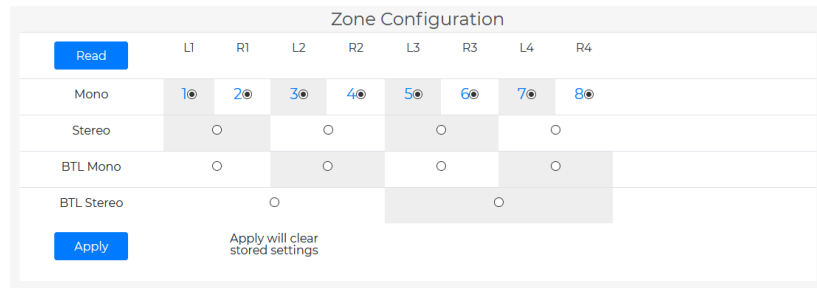 Zone Configuration
Read L1 R1 L2 R2 L3 R3 L4 R4
Mono 1 2 3 4 5 6 7 8
Stereo
BTL Mono
BTL Stereo
Apply Apply will clear
stored settings